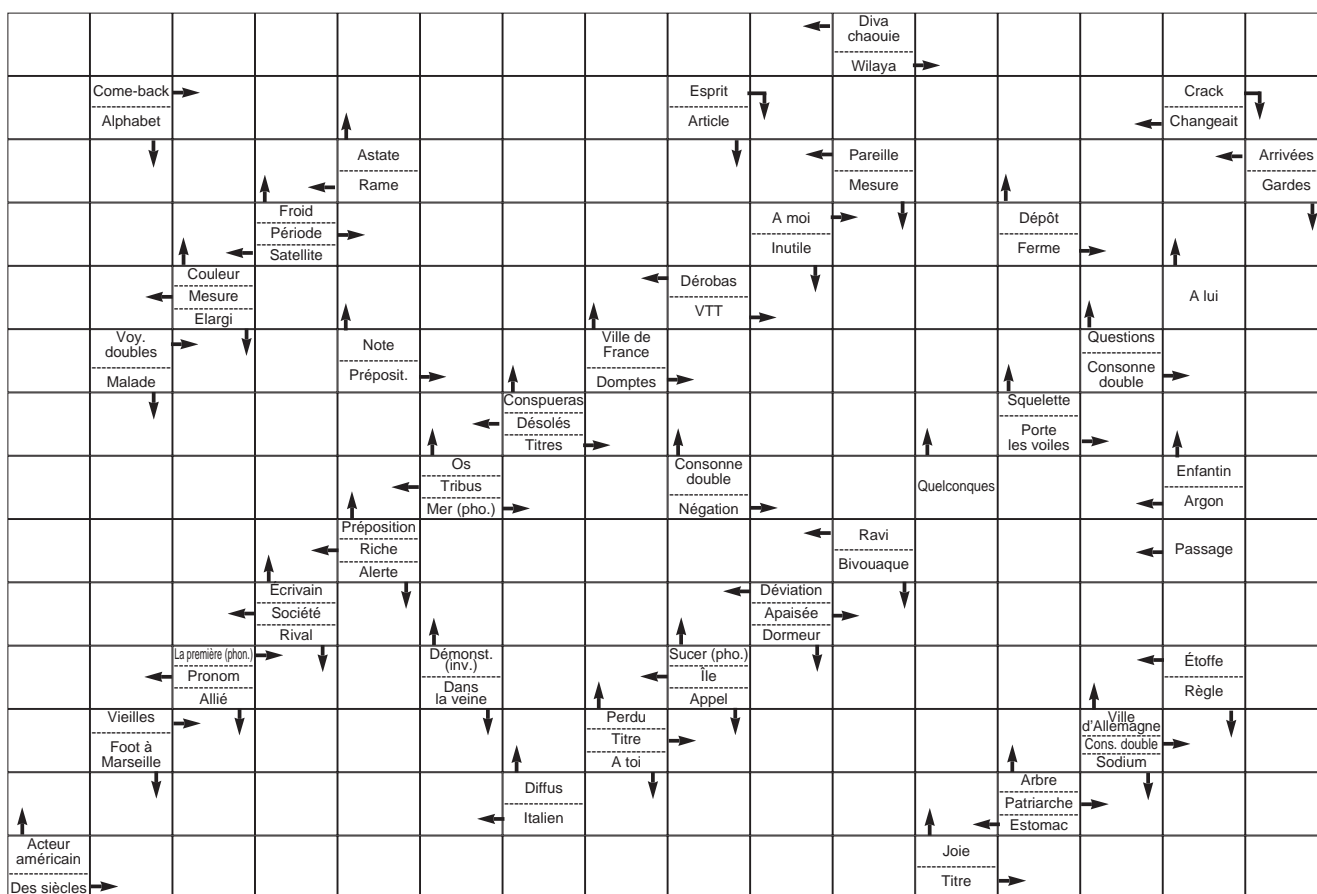 Diva
chaouie
Wilaya
Come-back
Alphabet
Esprit
Article
Crack
Changeait
Astate
Rame
Pareille
Mesure
Arrivées
Gardes
Froid
Période
Satellite
A moi
Inutile
Dépôt
Ferme
Couleur
Mesure
Elargi
Dérobas
VTT
A lui
Voy.
doubles
Malade
Note
Préposit.
Ville de
France
Domptes
Questions
Consonne
double
Conspueras
Désolés
Titres
Squelette
Porte
les voiles
Os
Tribus
Mer (pho.)
Consonne
double
Négation
Quelconques
Enfantin
Argon
Préposition
Riche
Alerte
Ravi
Bivouaque
Passage
Ecrivain
Société
Rival
Déviation
Apaisée
Dormeur
La première (phon.)
Pronom
Allié
Démonst.
(inv.)
Dans
la veine
Sucer (pho.)
Île
Appel
Étoffe
Règle
Vieilles
Foot à
Marseille
Perdu
Titre
A toi
Ville
d'Allemagne
Cons. double
Sodium
Diffus
Italien
Arbre
Patriarche
Estomac
Acteur
américain
Des siècles
Joie
Titre